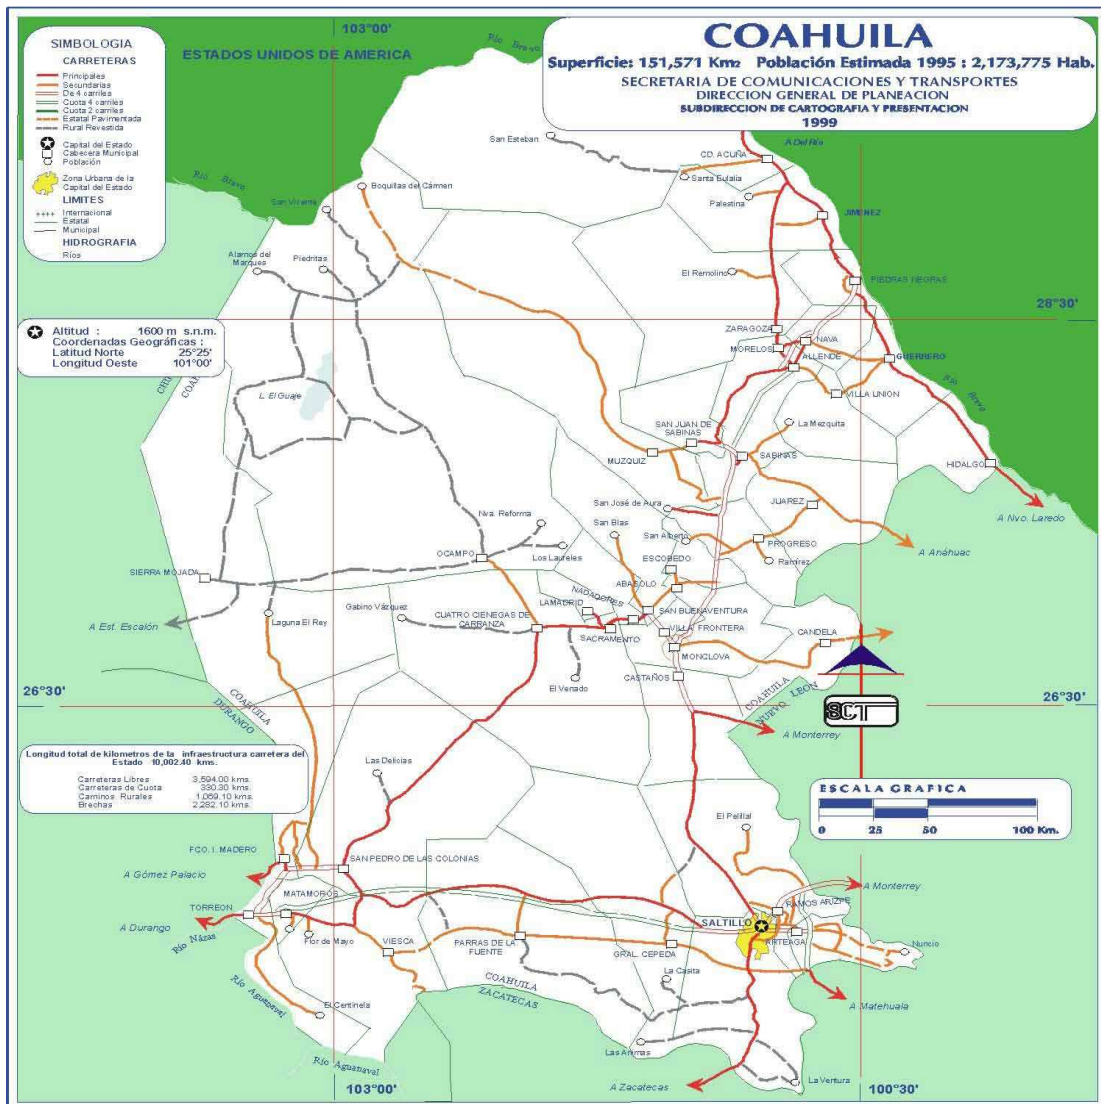 103°00'
ESTADOS UNIDOS DE AMERICA
Río Bravo
COAHUILA
Superficie: 151,571 Km2 Población Estimada 1995 : 2,173,775 Hab.
SECRETARIA DE COMUNICACIONES Y TRANSPORTES
DIRECCION GENERAL DE PLANEACION
SUBDIRECCION DE CARTOGRAFIA Y PRESENTACION
1999
SIMBOLOGIA
CARRETERAS
Principales
Secundarias
De 4 carriles
Cuota 4 carriles
Cuota 2 carriles
Estatal Pavimentada
Rural Revestida
Capital del Estado
Cabecera Municipal
Población
Zona Urbana de la
Capital del Estado
LIMITES
Internacional
Estatal
Municipal
HIDROGRAFIA
Ríos
San Esteban
A Del Río
CD. ACUÑA
Río Bravo
Boquillas del Cármen
Santa Eulalia
Palestina
San Vicente
JIMENEZ
Alamos del
Marques
Piedritas
El Remolino
PIEDRAS NEGRAS
28°30'
Altitud : 1600 m s.n.m.
Coordenadas Geográficas :
Latitud Norte 25°25'
Longitud Oeste 101°00'
ZARAGOZA
MORELOS
NAVA
ALLENDE
GUERRERO
Río Bravo
L. El Guaje
VILLA UNION
SAN JUAN DE
SABINAS
La Mezquita
MUZQUIZ
SABINAS
HIDALGO
San José de Aura
JUAREZ
A Nvo. Laredo
Nva. Reforma
San Blas
San Alberto
PROGRESO
A Anáhuac
OCAMPO
Los Laureles
ESCOBEDO
Ramírez
SIERRA MOJADA
ABASOLO
NADADORES
Gabino Vázquez
LAMADRID
SAN BUENAVENTURA
A Est. Escalón
Laguna El Rey
CUATRO CIENEGAS DE
CARRANZA
SACRAMENTO
VILLA FRONTERA
CANDELA
MONCLOVA
El Venado
CASTAÑOS
26°30'
COAHUILA
DURANGO
COAHUILA
NUEVO LEON
26°30'
SCT
A Monterrey
Longitud total de kilometros de la infraestructura carretera del
Estado 10,002.40 kms.
Carreteras Libres 3,594.00 kms.
Carreteras de Cuota 330.30 kms.
Caminos Rurales 1,069.10 kms.
Brechas 2,282.10 kms.
Las Delicias
ESCALA GRAFICA
0 25 50 100 Km.
El Pelillal
FCO. I. MADERO
SAN PEDRO DE LAS COLONIAS
A Gómez Palacio
A Monterrey
MATAMOROS
RAMOS ARIZPE
TORREON
SALTILLO
A Durango
Río Názas
Flor de Mayo
VIESCA
PARRAS DE LA
FUENTE
GRAL. CEPEDA
ARTEAGA
Nuncio
La Casita
COAHUILA
ZACATECAS
Río Aguanaval
El Centinela
A Matehuala
Las Animas
Río Aguanaval
La Ventura
A Zacatecas
103°00'
100°30'